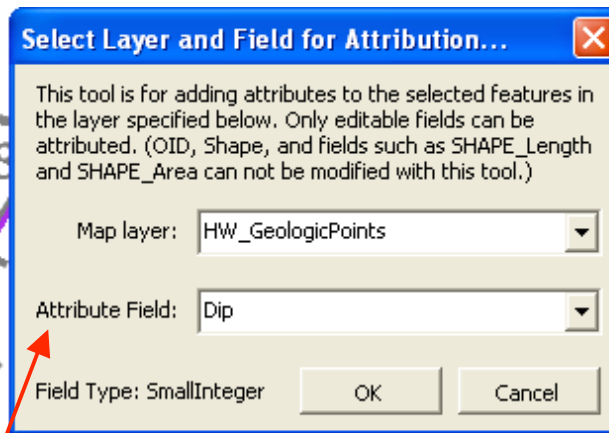 Select Layer and Field for Attribution...
This tool is for adding attributes to the selected features in
the layer specified below. Only editable fields can be
attributed. (OID, Shape, and fields such as SHAPE_Length
and SHAPE_Area can not be modified with this tool.)
Map layer: HW_GeologicPoints
Attribute Field: Dip
Field Type: SmallInteger OK Cancel